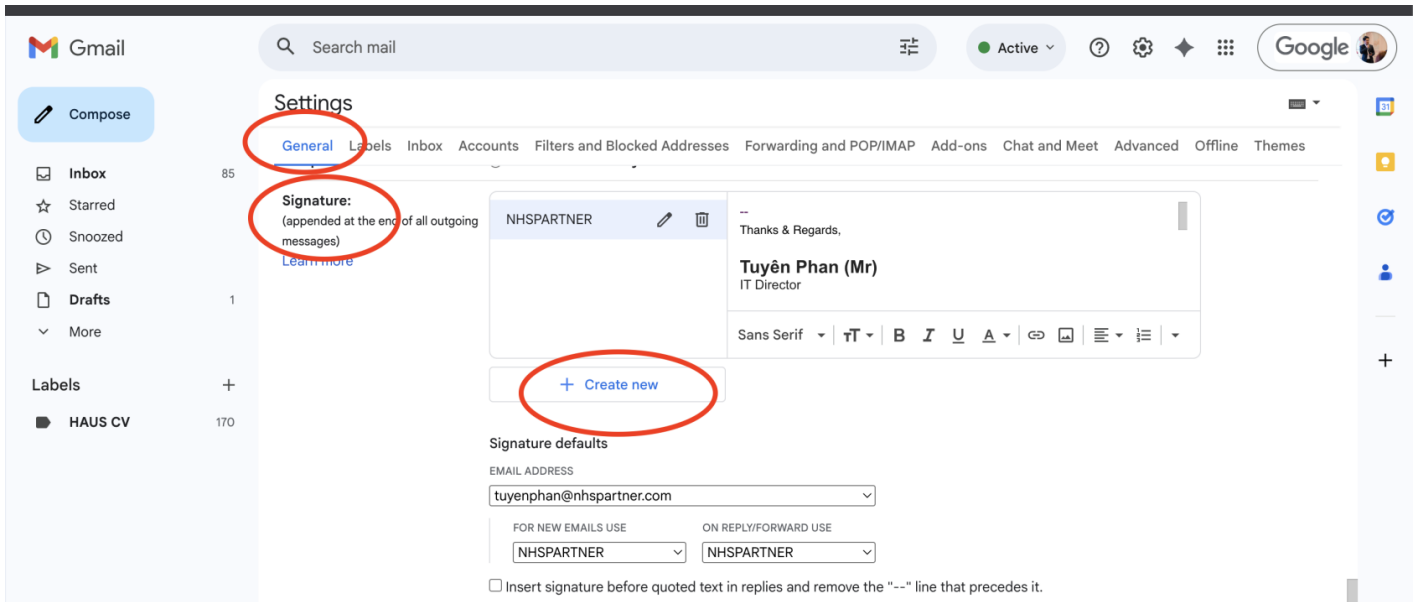 Gmail
Search mail
Active
Google
Compose
Inbox 85
Starred
Snoozed
Sent
Drafts 1
More
Labels
HAUS CV 170
Settings
General Labels Inbox Accounts Filters and Blocked Addresses Forwarding and POP/IMAP Add-ons Chat and Meet Advanced Offline Themes
Signature:
(appended at the end of all outgoing
messages)
Learn more
NHSPARTNER
--
Thanks & Regards,
Tuyên Phan (Mr)
IT Director
Sans Serif
+ Create new
Signature defaults
EMAIL ADDRESS
tuyenphan@nhspartner.com
FOR NEW EMAILS USE ON REPLY/FORWARD USE
NHSPARTNER NHSPARTNER
Insert signature before quoted text in replies and remove the "--" line that precedes it.
31